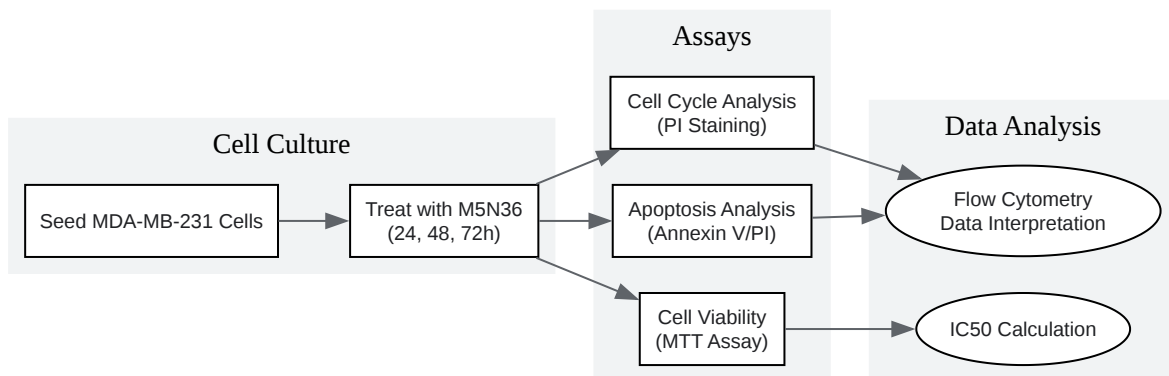 Cell Culture
Seed MDA-MB-231 Cells
Treat with M5N36
(24, 48, 72h)
Assays
Cell Cycle Analysis
(PI Staining)
Apoptosis Analysis
(Annexin V/PI)
Cell Viability
(MTT Assay)
Data Analysis
Flow Cytometry
Data Interpretation
IC50 Calculation